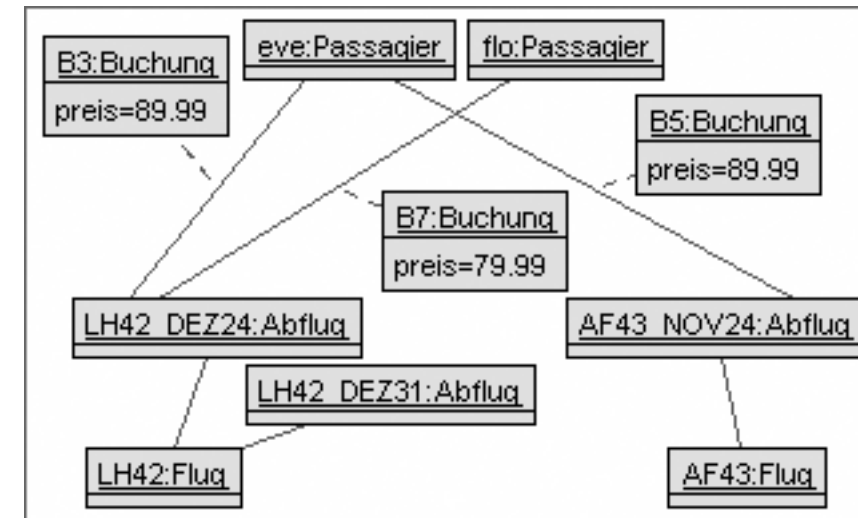 eve:Passagier
flo:Passagier
B3:Buchung
preis=89.99
B5:Buchung
preis=89.99
B7:Buchung
preis=79.99
LH42_DEZ24:Abflug
AF43_NOV24:Abflug
LH42_DEZ31:Abflug
LH42:Flug
AF43:Flug